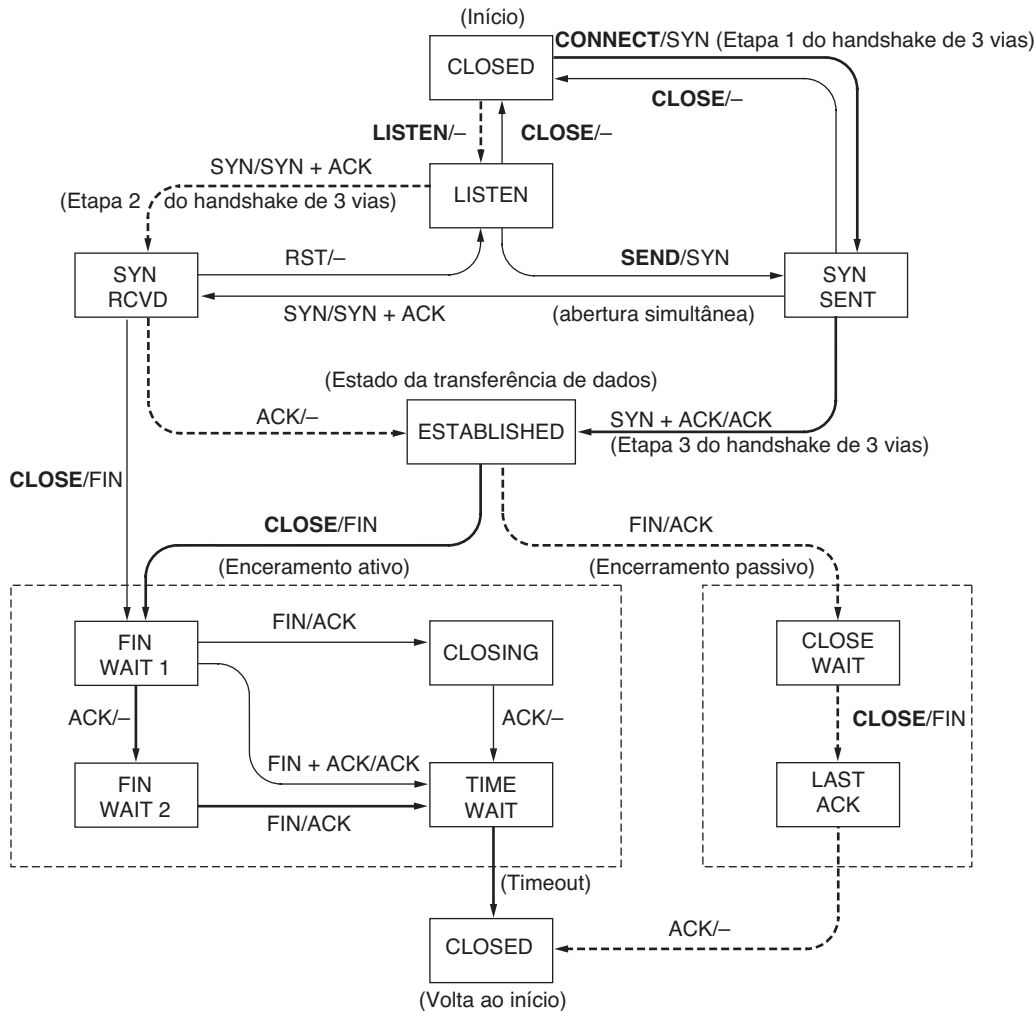 (Início)
CONNECT/SYN (Etapa 1 do handshake de 3 vias)
CLOSED
CLOSE/–
LISTEN/–
CLOSE/–
SYN/SYN + ACK
LISTEN
(Etapa 2 do handshake de 3 vias)
RST/–
SEND/SYN
SYN
RCVD
SYN
SENT
SYN/SYN + ACK
(abertura simultânea)
(Estado da transferência de dados)
ACK/–
ESTABLISHED
SYN + ACK/ACK
(Etapa 3 do handshake de 3 vias)
CLOSE/FIN
CLOSE/FIN
FIN/ACK
(Enceramento ativo)
(Encerramento passivo)
FIN/ACK
FIN
WAIT 1
CLOSING
CLOSE
WAIT
ACK/–
ACK/–
CLOSE/FIN
FIN + ACK/ACK
FIN
WAIT 2
TIME
WAIT
LAST
ACK
FIN/ACK
(Timeout)
ACK/–
CLOSED
(Volta ao início)